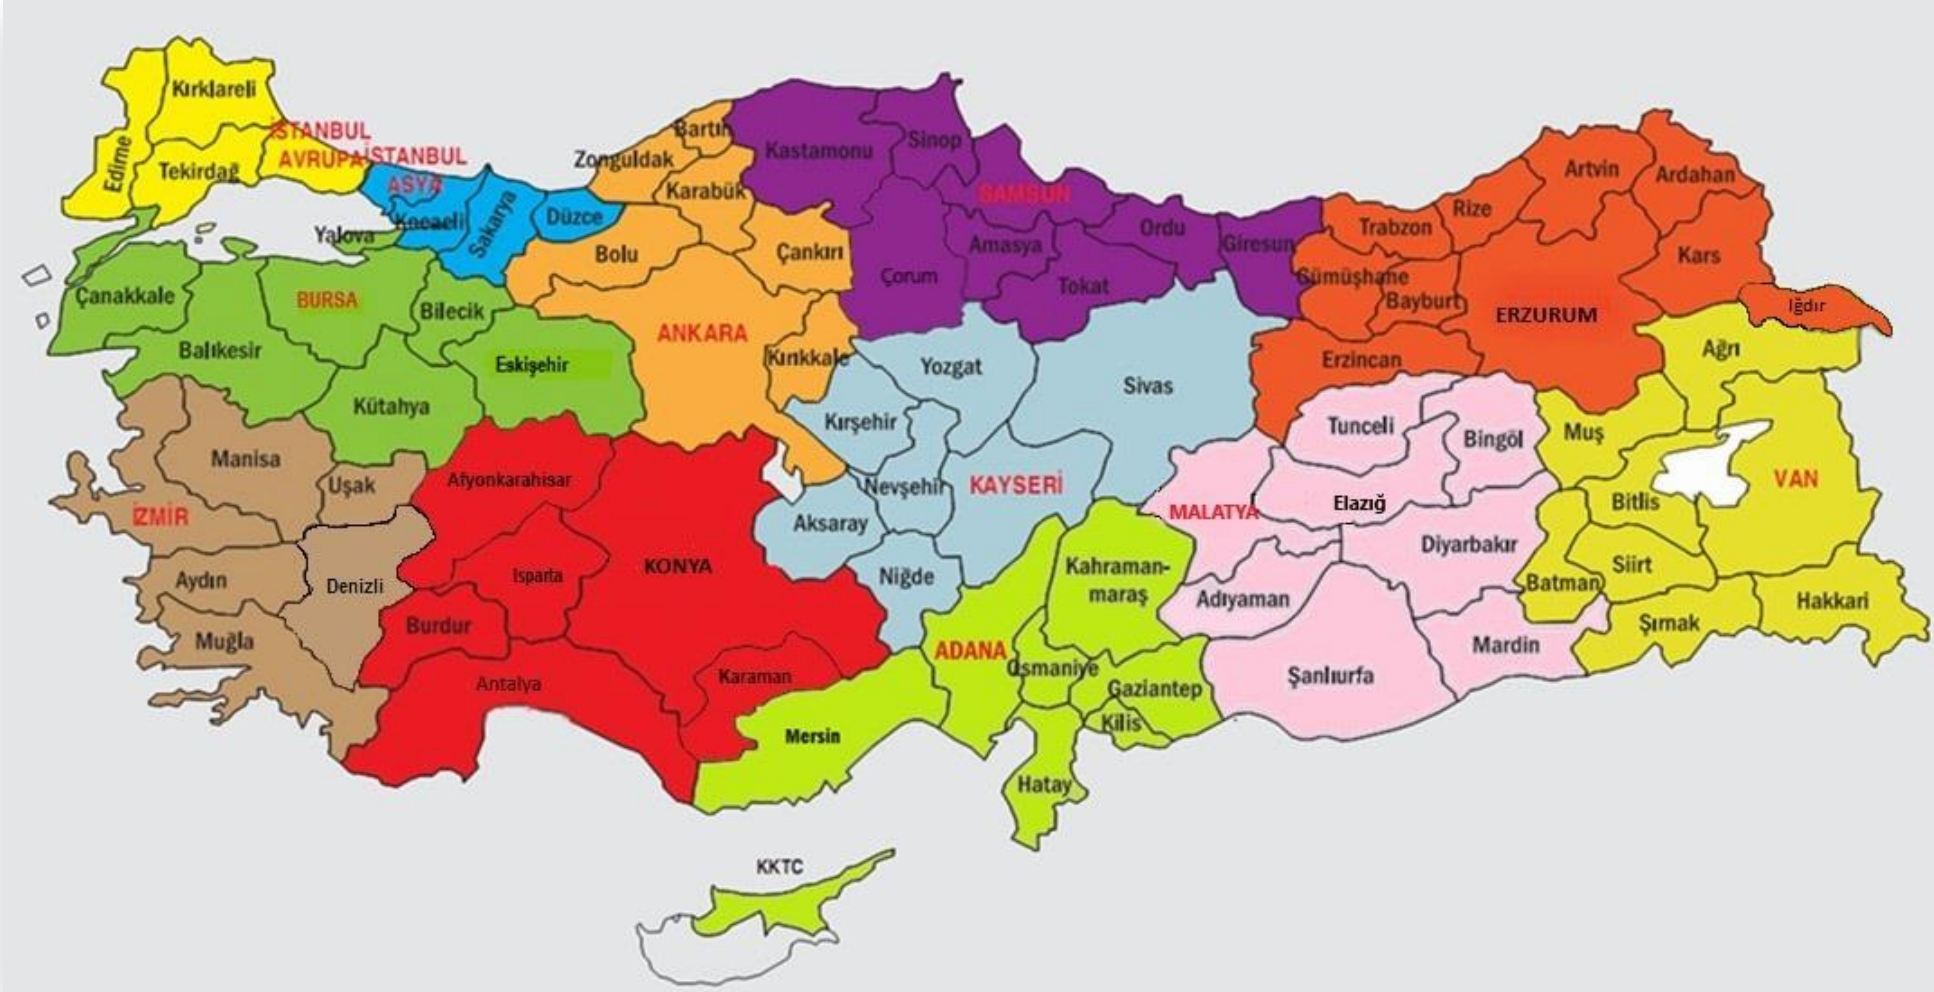 Kırklareli
Edirne
Tekirdağ
İSTANBUL
AVRUPA
İSTANBUL
ASYA
Kocaeli
Sakarya
Düzce
Yalova
Zonguldak
Bartın
Karabük
Bolu
Çankırı
ANKARA
Kırıkkale
Kastamonu
Sinop
SAMSUN
Çorum
Amasya
Tokat
Ordu
Giresun
Trabzon
Rize
Artvin
Ardahan
Gümüşhane
Bayburt
Kars
Iğdır
ERZURUM
Erzincan
Çanakkale
BURSA
Bilecik
Balıkesir
Eskişehir
Kütahya
Yozgat
Sivas
Kırşehir
KAYSERİ
Nevşehir
Aksaray
Niğde
Tunceli
Bingöl
MALATYA
Elazığ
Diyarbakır
Adıyaman
Şanlıurfa
Mardin
Ağrı
Muş
VAN
Bitlis
Siirt
Batman
Şırnak
Hakkari
Manisa
Uşak
İZMİR
Aydın
Denizli
Muğla
Afyonkarahisar
Isparta
KONYA
Burdur
Antalya
Karaman
Kahraman-
maraş
ADANA
Osmaniye
Gaziantep
Kilis
Mersin
Hatay
KKTC